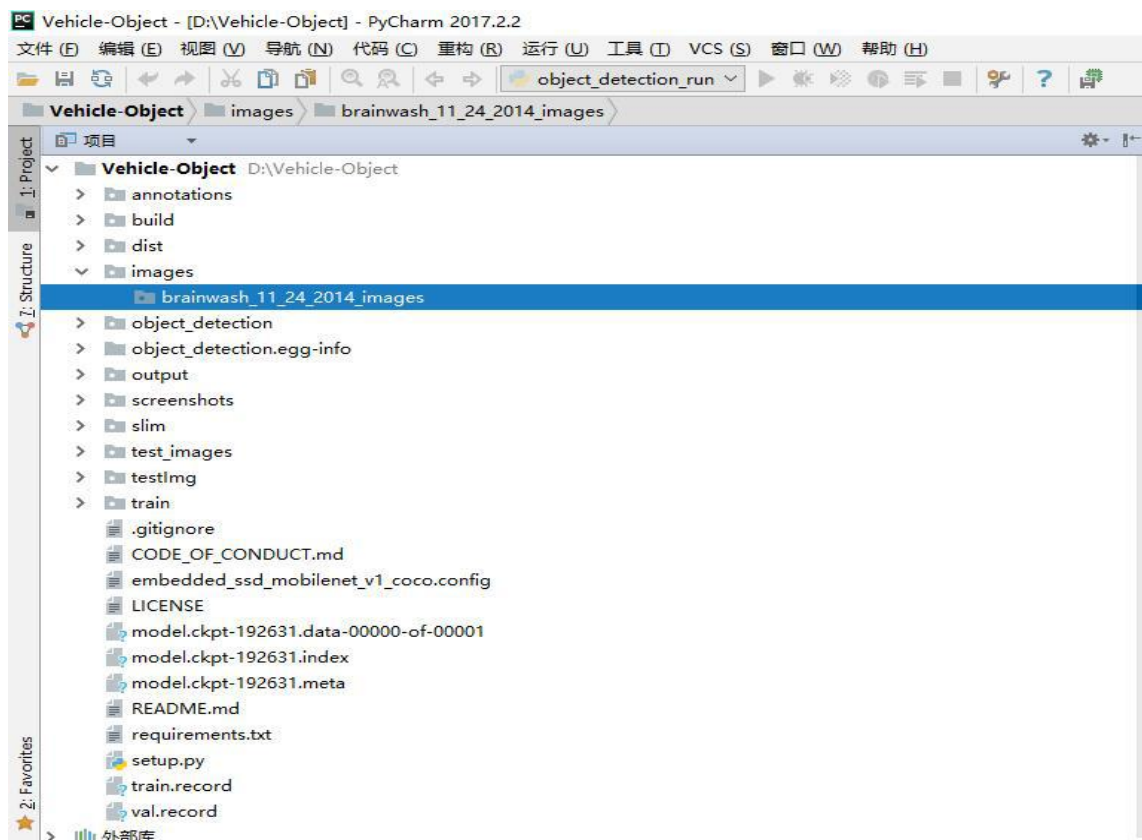 PC Vehicle-Object - [D:\Vehicle-Object] - PyCharm 2017.2.2
文件 (F) 编辑 (E) 视图 (V) 导航 (N) 代码 (C) 重构 (R) 运行 (U) 工具 (T) VCS (S) 窗口 (W) 帮助 (H)
object_detection_run
Vehicle-Object images brainwash_11_24_2014_images
1: Project
项目
Vehicle-Object D:\Vehicle-Object
annotations
build
dist
images
brainwash_11_24_2014_images
7: Structure
object_detection
object_detection.egg-info
output
screenshots
slim
test_images
testImg
train
.gitignore
CODE_OF_CONDUCT.md
embedded_ssd_mobilenet_v1_coco.config
LICENSE
model.ckpt-192631.data-00000-of-00001
model.ckpt-192631.index
model.ckpt-192631.meta
README.md
requirements.txt
setup.py
train.record
val.record
2: Favorites
外部库